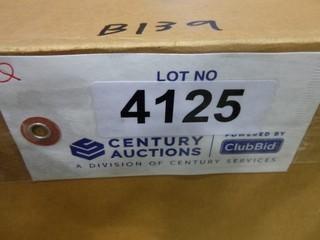 B139
LOT NO
4125
CENTURY AUCTIONS
POWERED BY
ClubBid
A DIVISION OF CENTURY SERVICES